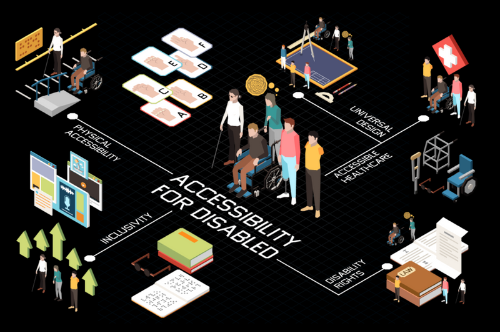 F
E
D
C
B
A
PHYSICAL
ACCESSIBILITY
UNIVERSAL
DESIGN
ACCESSIBLE
HEALTHCARE
ACCESSIBILITY
FOR DISABLED
INCLUSIVITY
DISABILITY
RIGHTS
LAW